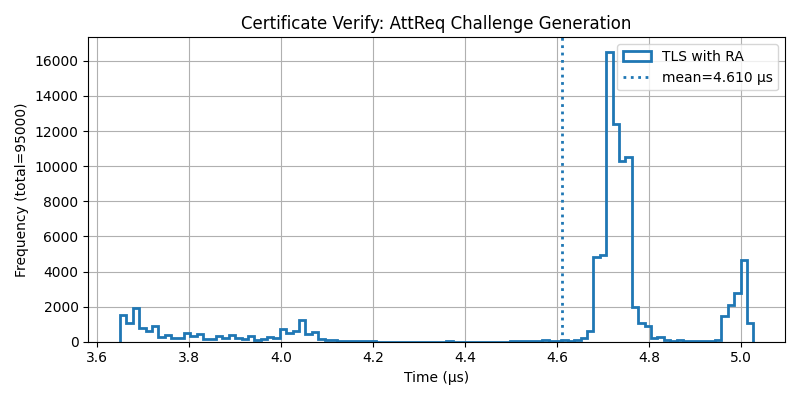 Certificate Verify: AttReq Challenge Generation
TLS with RA
mean=4.610 µs
Frequency (total=95000)
16000
14000
12000
10000
8000
6000
4000
2000
0
3.6 3.8 4.0 4.2 4.4 4.6 4.8 5.0
Time (µs)